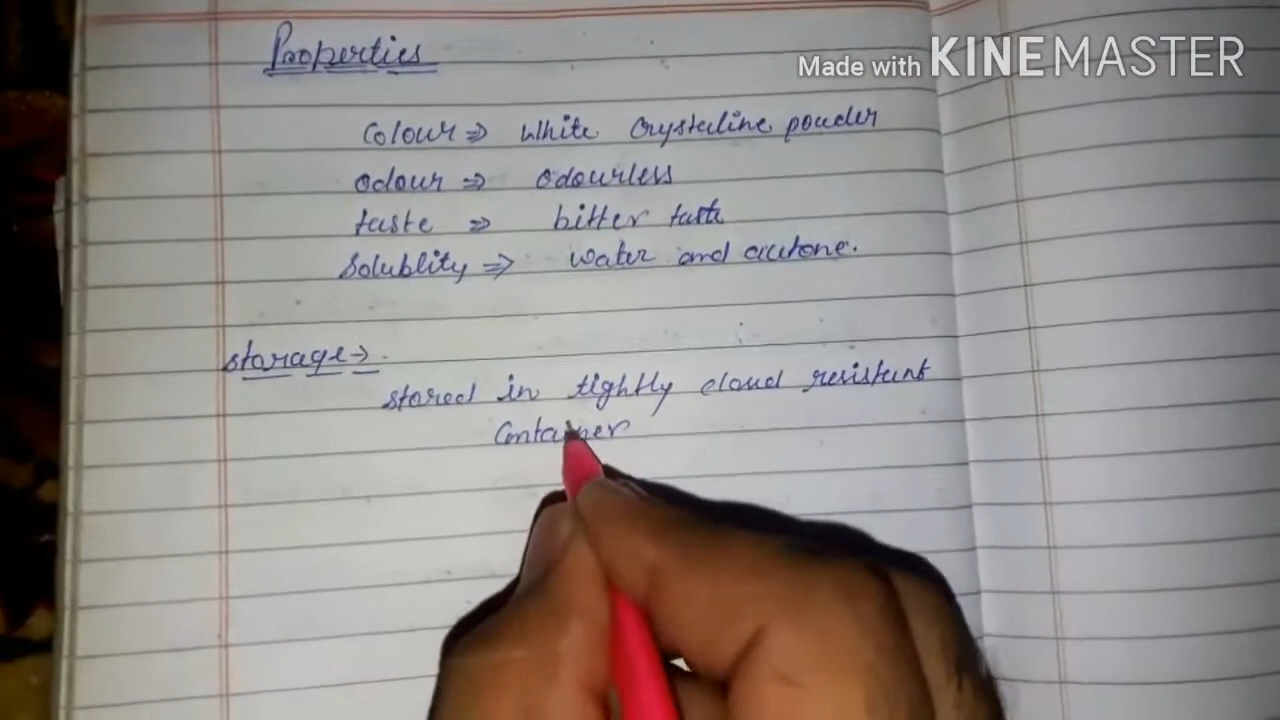 Properties
Made with KINEMASTER
Colour ⇒ White Crystalline powder
odour ⇒ odourless
taste ⇒ bitter taste
Solublity ⇒ water and acetone.
storage →
stored in tightly closed resistant
Container